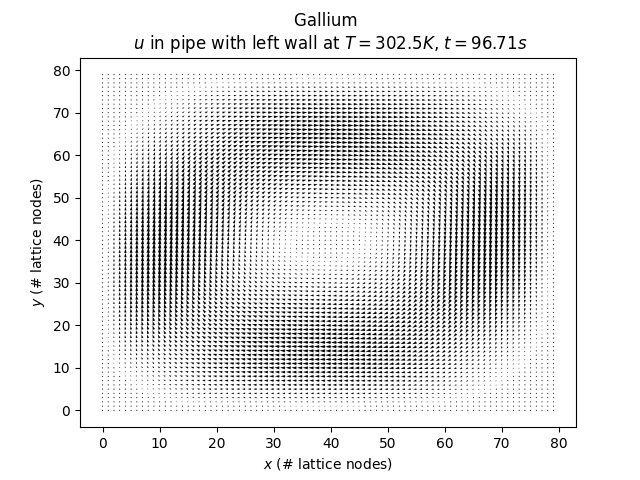 Gallium
u in pipe with left wall at T = 302.5K, t = 96.71s
80
70
60
50
40
30
20
10
0
y (# lattice nodes)
0 10 20 30 40 50 60 70 80
x (# lattice nodes)